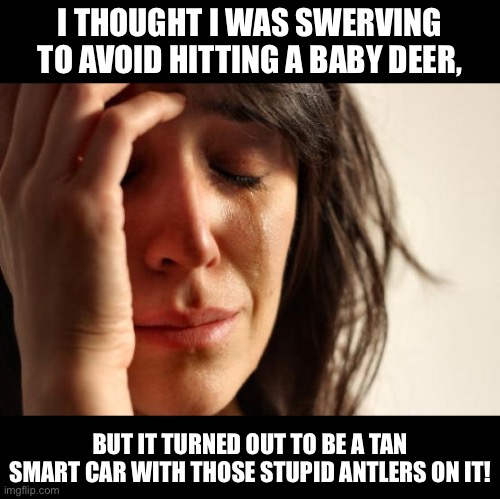 I THOUGHT I WAS SWERVING
TO AVOID HITTING A BABY DEER,
BUT IT TURNED OUT TO BE A TAN
SMART CAR WITH THOSE STUPID ANTLERS ON IT!
imgflip.com